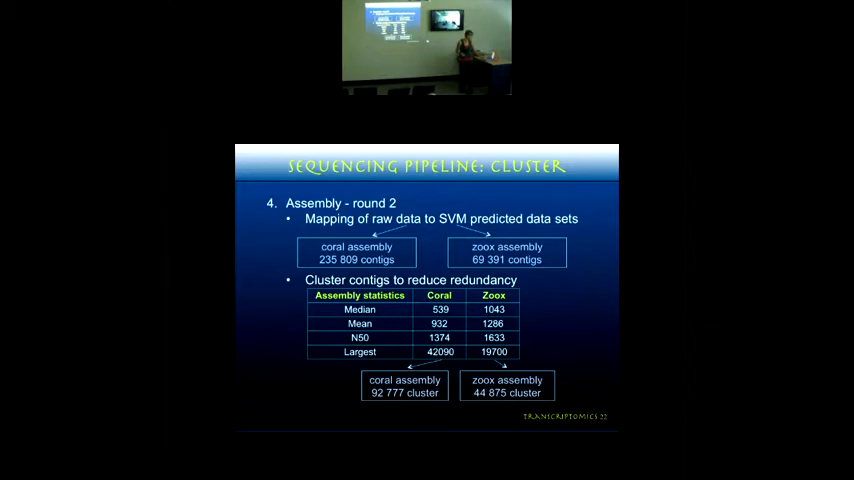 SEQUENCING PIPELINE: CLUSTER
4. Assembly - round 2
• Mapping of raw data to SVM predicted data sets
coral assembly
235 809 contigs
zoox assembly
69 391 contigs
• Cluster contigs to reduce redundancy
Assembly statistics Coral Zoox
Median 539 1043
Mean 932 1286
N50 1374 1633
Largest 42090 19700
coral assembly
92 777 cluster
zoox assembly
44 875 cluster
TRANSCRIPTOMICS 22